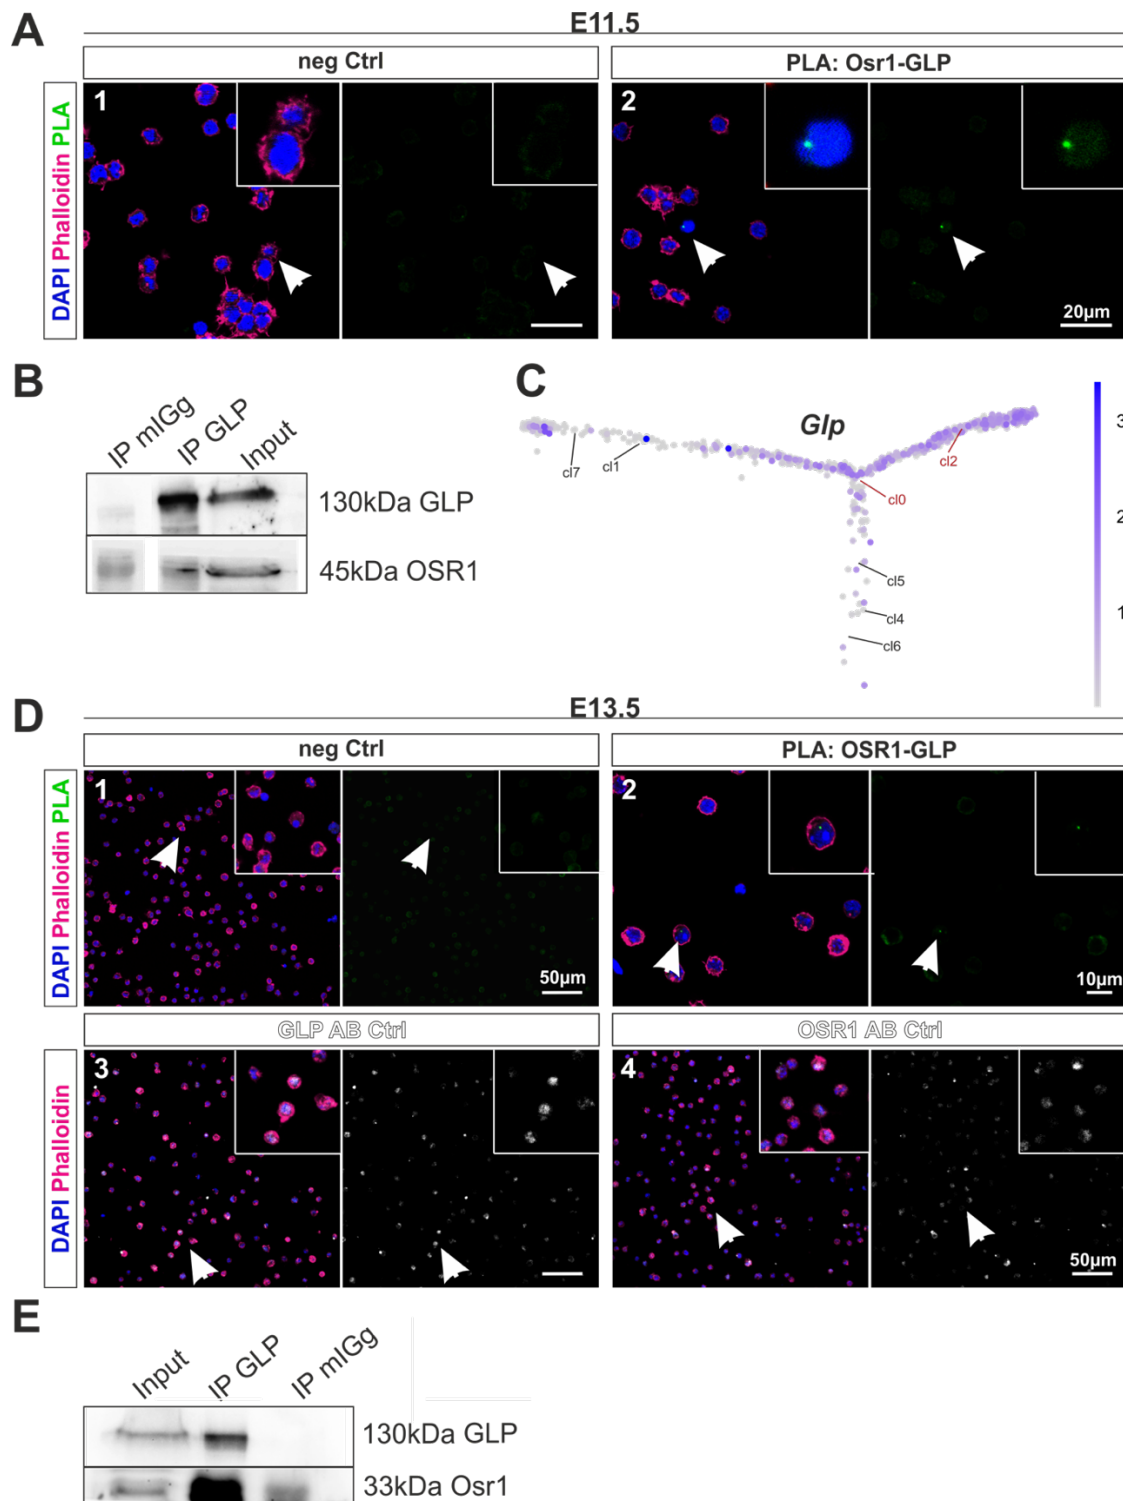 A
E11.5
neg Ctrl
PLA: Osr1-GLP
DAPI Phalloidin PLA
1
2
20µm
B
IP mIGg
IP GLP
Input
130kDa GLP
45kDa OSR1
C
Glp
cl7
cl1
cl2
cl0
cl5
cl4
cl6
3
2
1
D
E13.5
neg Ctrl
PLA: OSR1-GLP
DAPI Phalloidin PLA
1
50µm
2
10µm
GLP AB Ctrl
OSR1 AB Ctrl
DAPI Phalloidin
3
4
50µm
E
Input
IP GLP
IP mIGg
130kDa GLP
33kDa Osr1